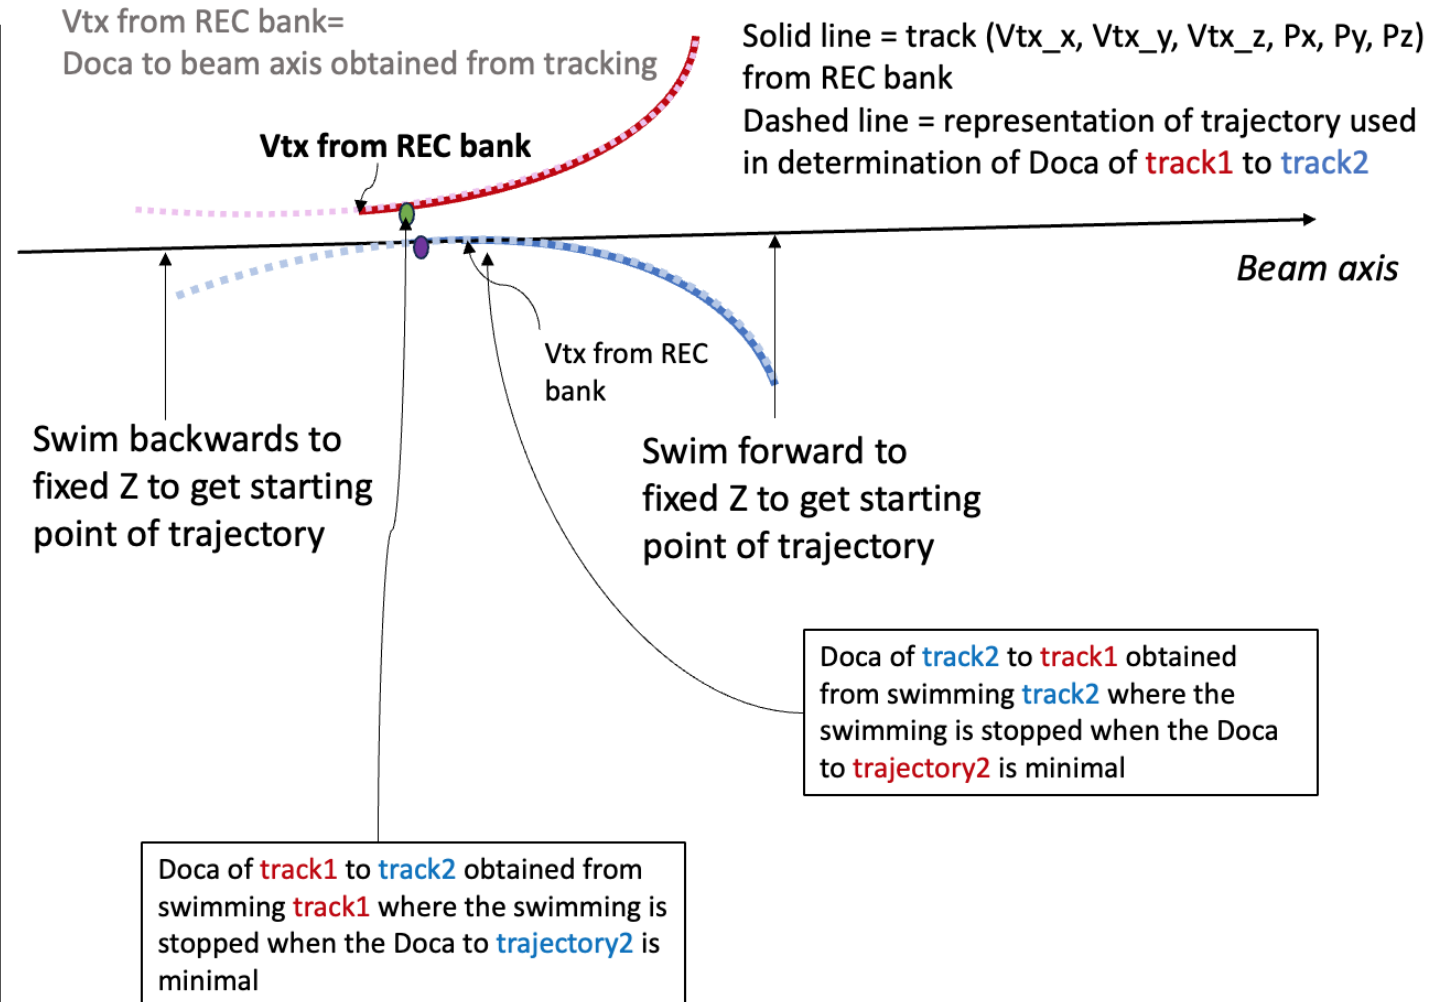 Vtx from REC bank=
Doca to beam axis obtained from tracking
Solid line = track (Vtx_x, Vtx_y, Vtx_z, Px, Py, Pz)
from REC bank
Dashed line = representation of trajectory used
in determination of Doca of track1 to track2
Vtx from REC bank
Beam axis
Vtx from REC
bank
Swim backwards to
fixed Z to get starting
point of trajectory
Swim forward to
fixed Z to get starting
point of trajectory
Doca of track2 to track1 obtained
from swimming track2 where the
swimming is stopped when the Doca
to trajectory2 is minimal
Doca of track1 to track2 obtained from
swimming track1 where the swimming is
stopped when the Doca to trajectory2 is
minimal